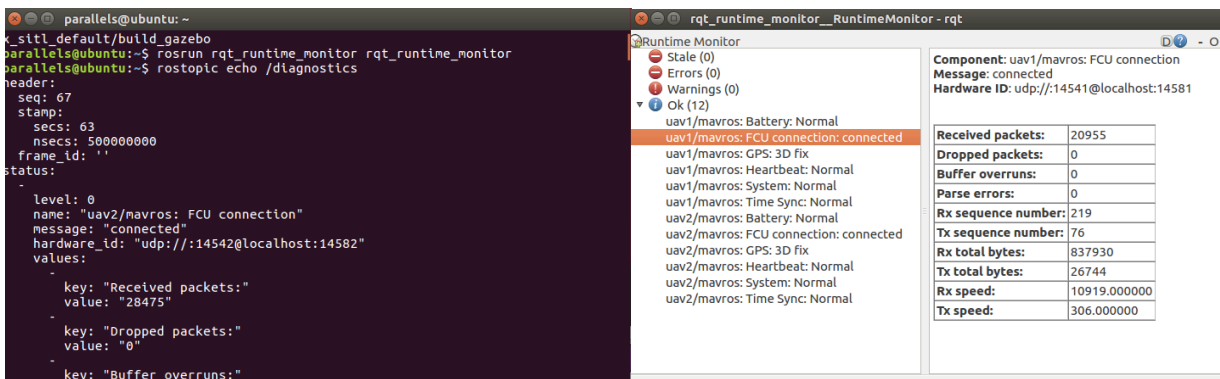 parallels@ubuntu: ~
x_sitl_default/build_gazebo
parallels@ubuntu:~$ rosrun rqt_runtime_monitor rqt_runtime_monitor
parallels@ubuntu:~$ rostopic echo /diagnostics
header:
seq: 67
stamp:
secs: 63
nsecs: 500000000
frame_id: ''
status:
-
level: 0
name: "uav2/mavros: FCU connection"
message: "connected"
hardware_id: "udp://:14542@localhost:14582"
values:
-
key: "Received packets:"
value: "28475"
-
key: "Dropped packets:"
value: "0"
-
key: "Buffer overruns:"
rqt_runtime_monitor__RuntimeMonitor - rqt
Runtime Monitor
D ? - O
Stale (0)
Errors (0)
Warnings (0)
Ok (12)
uav1/mavros: Battery: Normal
uav1/mavros: FCU connection: connected
uav1/mavros: GPS: 3D fix
uav1/mavros: Heartbeat: Normal
uav1/mavros: System: Normal
uav1/mavros: Time Sync: Normal
uav2/mavros: Battery: Normal
uav2/mavros: FCU connection: connected
uav2/mavros: GPS: 3D fix
uav2/mavros: Heartbeat: Normal
uav2/mavros: System: Normal
uav2/mavros: Time Sync: Normal
Component: uav1/mavros: FCU connection
Message: connected
Hardware ID: udp://:14541@localhost:14581
Received packets: 20955
Dropped packets: 0
Buffer overruns: 0
Parse errors: 0
Rx sequence number: 219
Tx sequence number: 76
Rx total bytes: 837930
Tx total bytes: 26744
Rx speed: 10919.000000
Tx speed: 306.000000